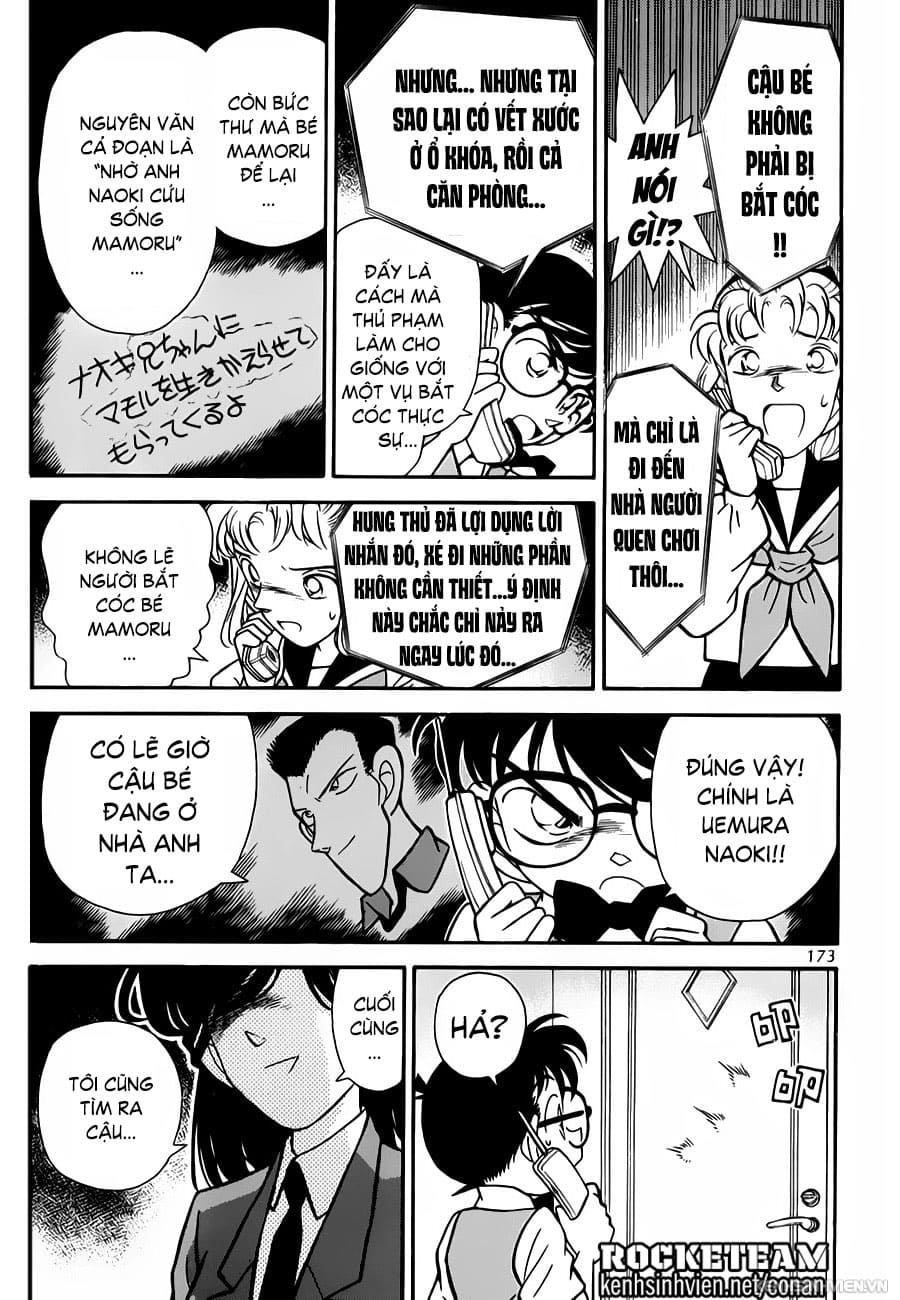 CẬU BÉ
KHÔNG
PHẢI BỊ
BẮT CÓC
!!
ANH
NÓI
GÌ!?
MÀ CHỈ LÀ
ĐI ĐẾN
NHÀ NGƯỜI
QUEN CHƠI
THÔI...
NHƯNG... NHƯNG TẠI
SAO LẠI CÓ VẾT XƯỚC
Ở Ổ KHÓA, RỒI CẢ
CĂN PHÒNG...
ĐẤY LÀ
CÁCH MÀ
THỦ PHẠM
LÀM CHO
GIỐNG VỚI
MỘT VỤ BẮT
CÓC THỰC
SỰ...
CÒN BỨC
THƯ MÀ BÉ
MAMORU
ĐỂ LẠI
...
NGUYÊN VĂN
CẢ ĐOẠN LÀ
"NHỜ ANH
NAOKI CỨU
SỐNG
MAMORU"
...
ナオキ兄ちゃんに
マモルを生きかえらせて
もらってくるよ
HUNG THỦ ĐÃ LỢI DỤNG LỜI
NHẮN ĐÓ, XÉ ĐI NHỮNG PHẦN
KHÔNG CẦN THIẾT...Ý ĐỊNH
NÀY CHẮC CHỈ NẢY RA
NGAY LÚC ĐÓ...
KHÔNG LẼ
NGƯỜI BẮT
CÓC BÉ
MAMORU
...
ĐÚNG VẬY!
CHÍNH LÀ
UEMURA
NAOKI!!
CÓ LẼ GIỜ
CẬU BÉ
ĐANG Ở
NHÀ ANH
TA...
173
HẢ?
CUỐI
CÙNG
...
TÔI CŨNG
TÌM RA
CẬU...
ROCKETEAM
kenhsinhvien.net/conan